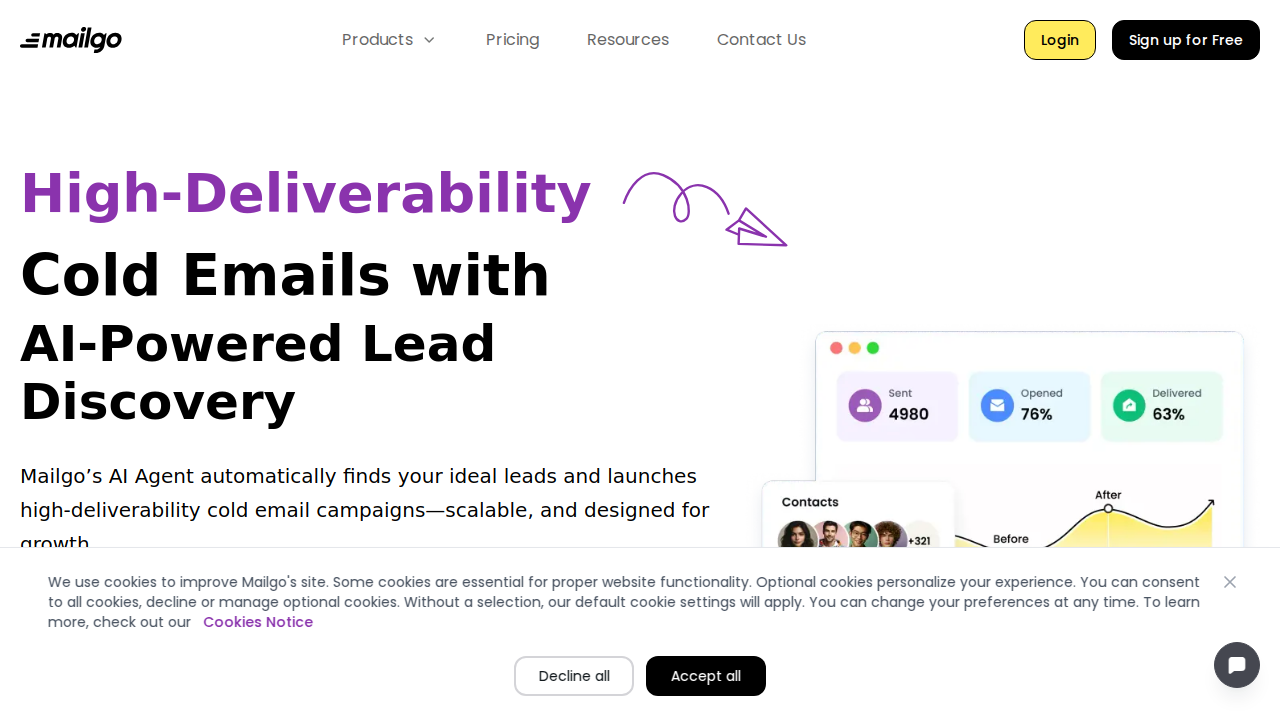 mailgo
Products
Pricing
Resources
Contact Us
Login
Sign up for Free
High-Deliverability
Cold Emails with
AI-Powered Lead
Discovery
Mailgo’s AI Agent automatically finds your ideal leads and launches
high-deliverability cold email campaigns—scalable, and designed for
growth
Sent
4980
Opened
76%
Delivered
63%
Contacts
+321
After
Before
We use cookies to improve Mailgo's site. Some cookies are essential for proper website functionality. Optional cookies personalize your experience. You can consent
to all cookies, decline or manage optional cookies. Without a selection, our default cookie settings will apply. You can change your preferences at any time. To learn
more, check out our Cookies Notice
Decline all
Accept all